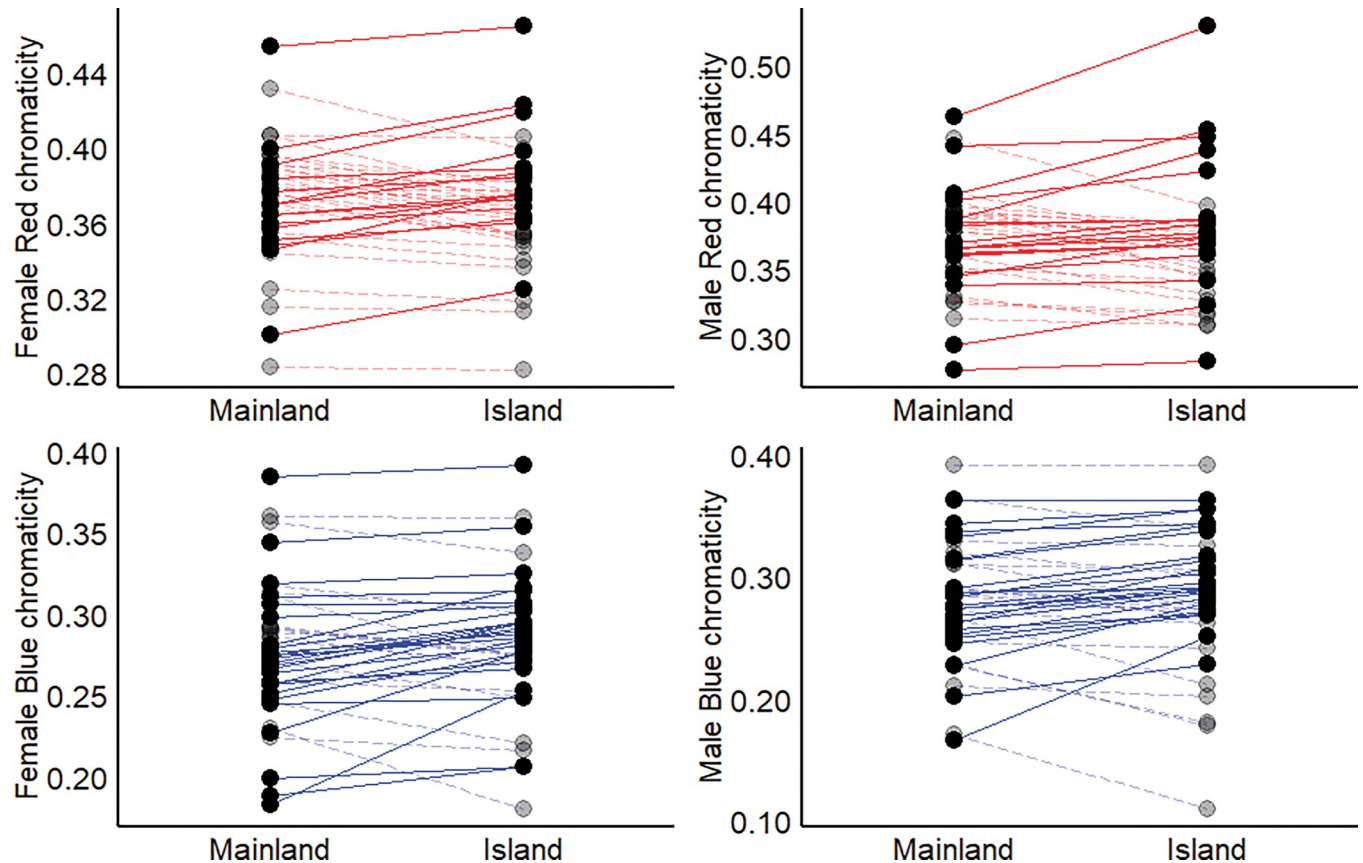 Female Red chromaticity
0.44
0.40
0.36
0.32
0.28
Mainland
Island
Male Red chromaticity
0.50
0.45
0.40
0.35
0.30
Mainland
Island
Female Blue chromaticity
0.40
0.35
0.30
0.25
0.20
Mainland
Island
Male Blue chromaticity
0.40
0.30
0.20
0.10
Mainland
Island